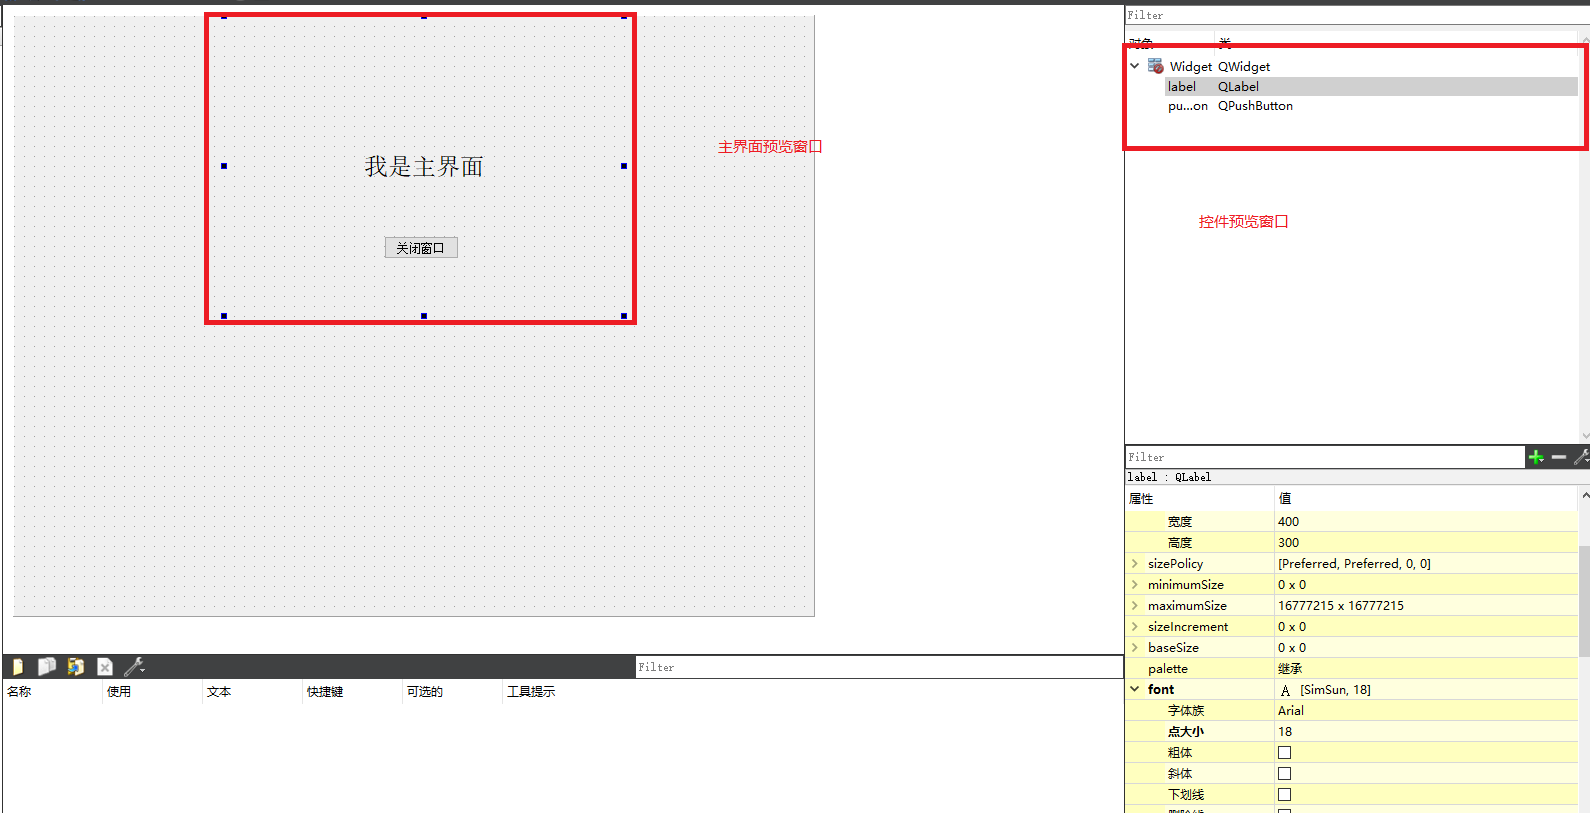 Filter
对象 类
Widget QWidget
label QLabel
pu...on QPushButton
主界面预览窗口
我是主界面
关闭窗口
控件预览窗口
Filter
label : QLabel
属性 值
宽度 400
高度 300
sizePolicy [Preferred, Preferred, 0, 0]
minimumSize 0 x 0
maximumSize 16777215 x 16777215
sizeIncrement 0 x 0
baseSize 0 x 0
palette 继承
font A [SimSun, 18]
字体族 Arial
点大小 18
粗体
斜体
下划线
Filter
名称 使用 文本 快捷键 可选的 工具提示